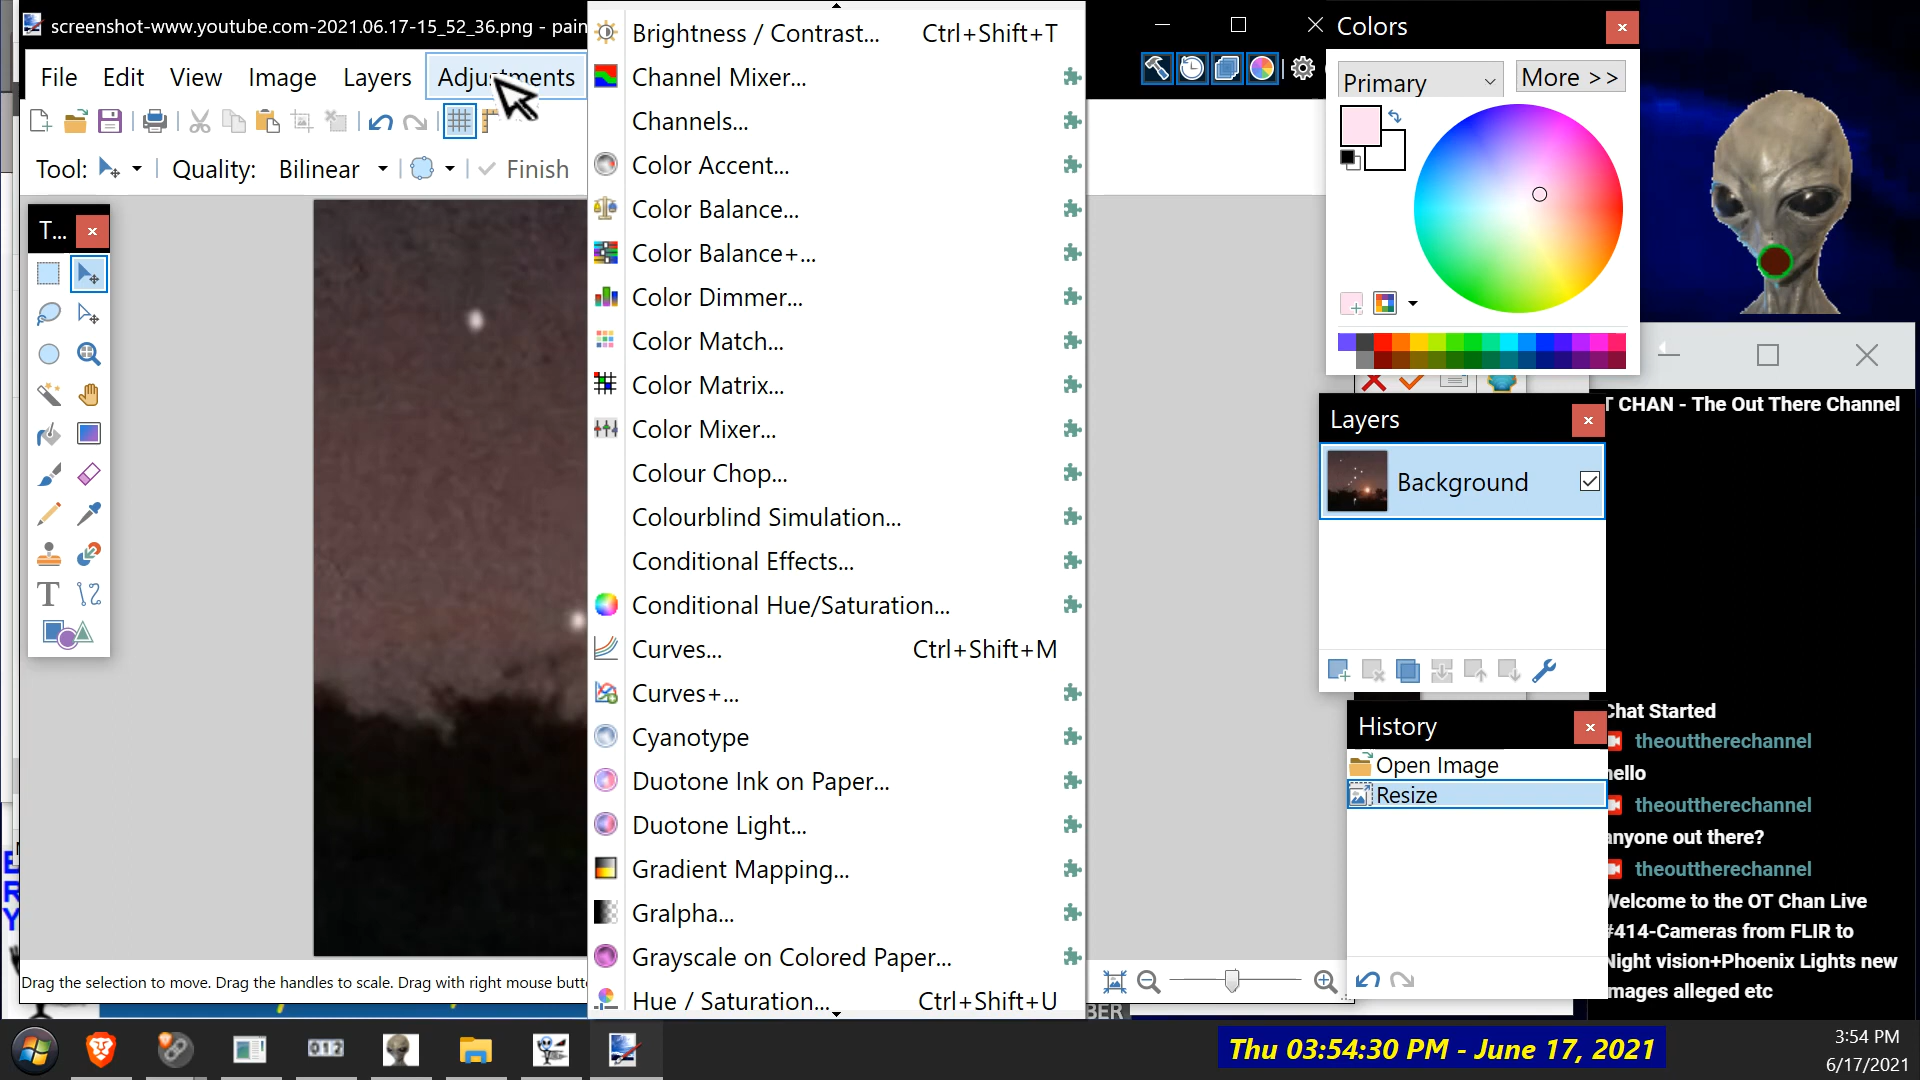 screenshot-www.youtube.com-2021.06.17-15_52_36.png - pain
File Edit View Image Layers Adjustments
Tool: Quality: Bilinear Finish
T...
Brightness / Contrast... Ctrl+Shift+T
Channel Mixer...
Channels...
Color Accent...
Color Balance...
Color Balance+...
Color Dimmer...
Color Match...
Color Matrix...
Color Mixer...
Colour Chop...
Colourblind Simulation...
Conditional Effects...
Conditional Hue/Saturation...
Curves... Ctrl+Shift+M
Curves+...
Cyanotype
Duotone Ink on Paper...
Duotone Light...
Gradient Mapping...
Gralpha...
Grayscale on Colored Paper...
Hue / Saturation... Ctrl+Shift+U
Colors
Primary More >>
Layers
Background
History
Open Image
Resize
T CHAN - The Out There Channel
Chat Started
theouttherechannel
hello
theouttherechannel
anyone out there?
theouttherechannel
Welcome to the OT Chan Live
#414-Cameras from FLIR to
Night vision+Phoenix Lights new
images alleged etc
Drag the selection to move. Drag the handles to scale. Drag with right mouse butt
E
R
Y
BER
012
Thu 03:54:30 PM - June 17, 2021
3:54 PM
6/17/2021